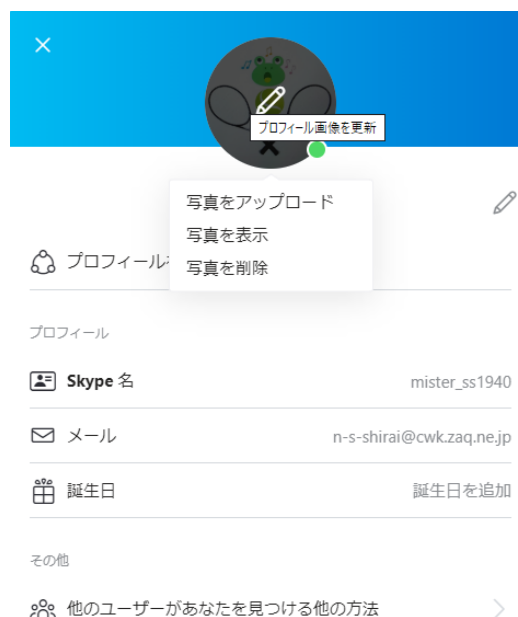 プロフィール画像を更新
写真をアップロード
写真を表示
写真を削除
プロフィール
プロフィール
Skype 名
mister_ss1940
メール
n-s-shirai@cwk.zaq.ne.jp
誕生日
誕生日を追加
その他
他のユーザーがあなたを見つける他の方法